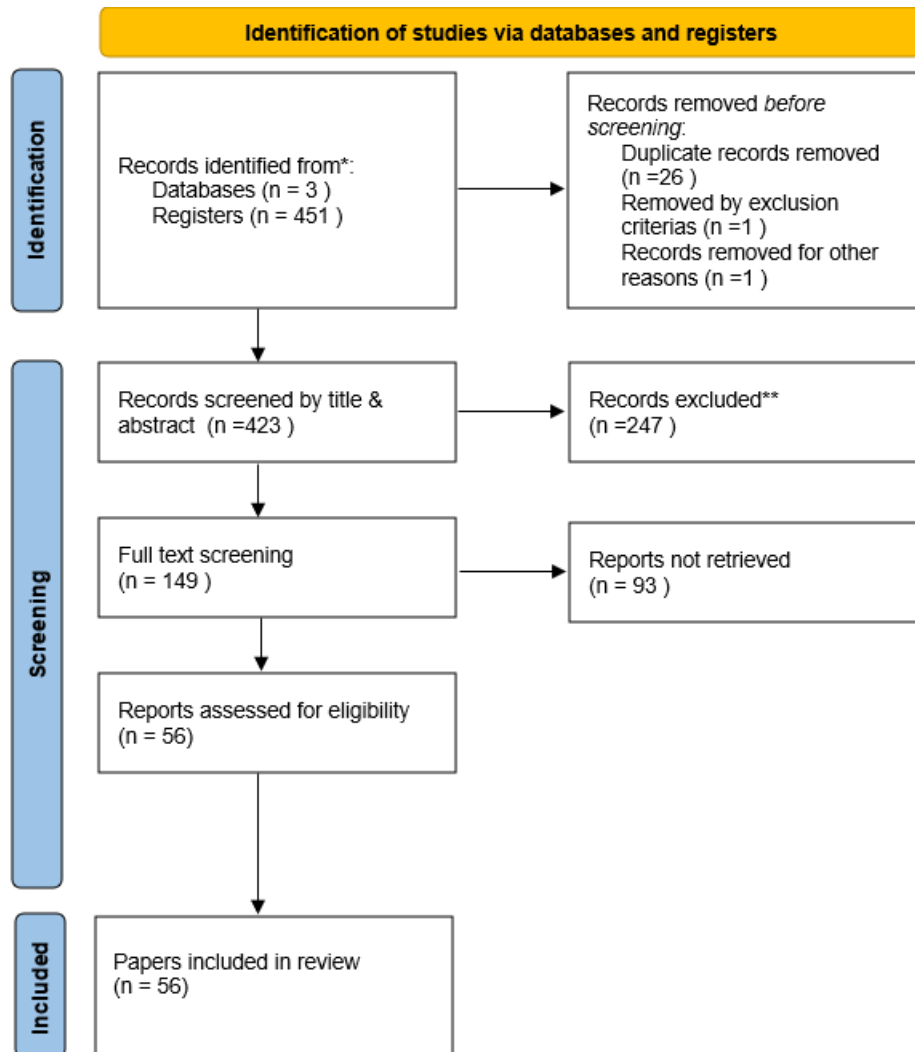 Identification of studies via databases and registers
Identification
Records identified from*:
Databases (n = 3 )
Registers (n = 451 )
Records removed before
screening:
Duplicate records removed
(n =26 )
Removed by exclusion
criterias (n =1 )
Records removed for other
reasons (n =1 )
Screening
Records screened by title &
abstract  (n =423 )
Records excluded**
(n =247 )
Full text screening
(n = 149 )
Reports not retrieved
(n = 93 )
Reports assessed for eligibility
(n = 56)
Included
Papers included in review
(n = 56)